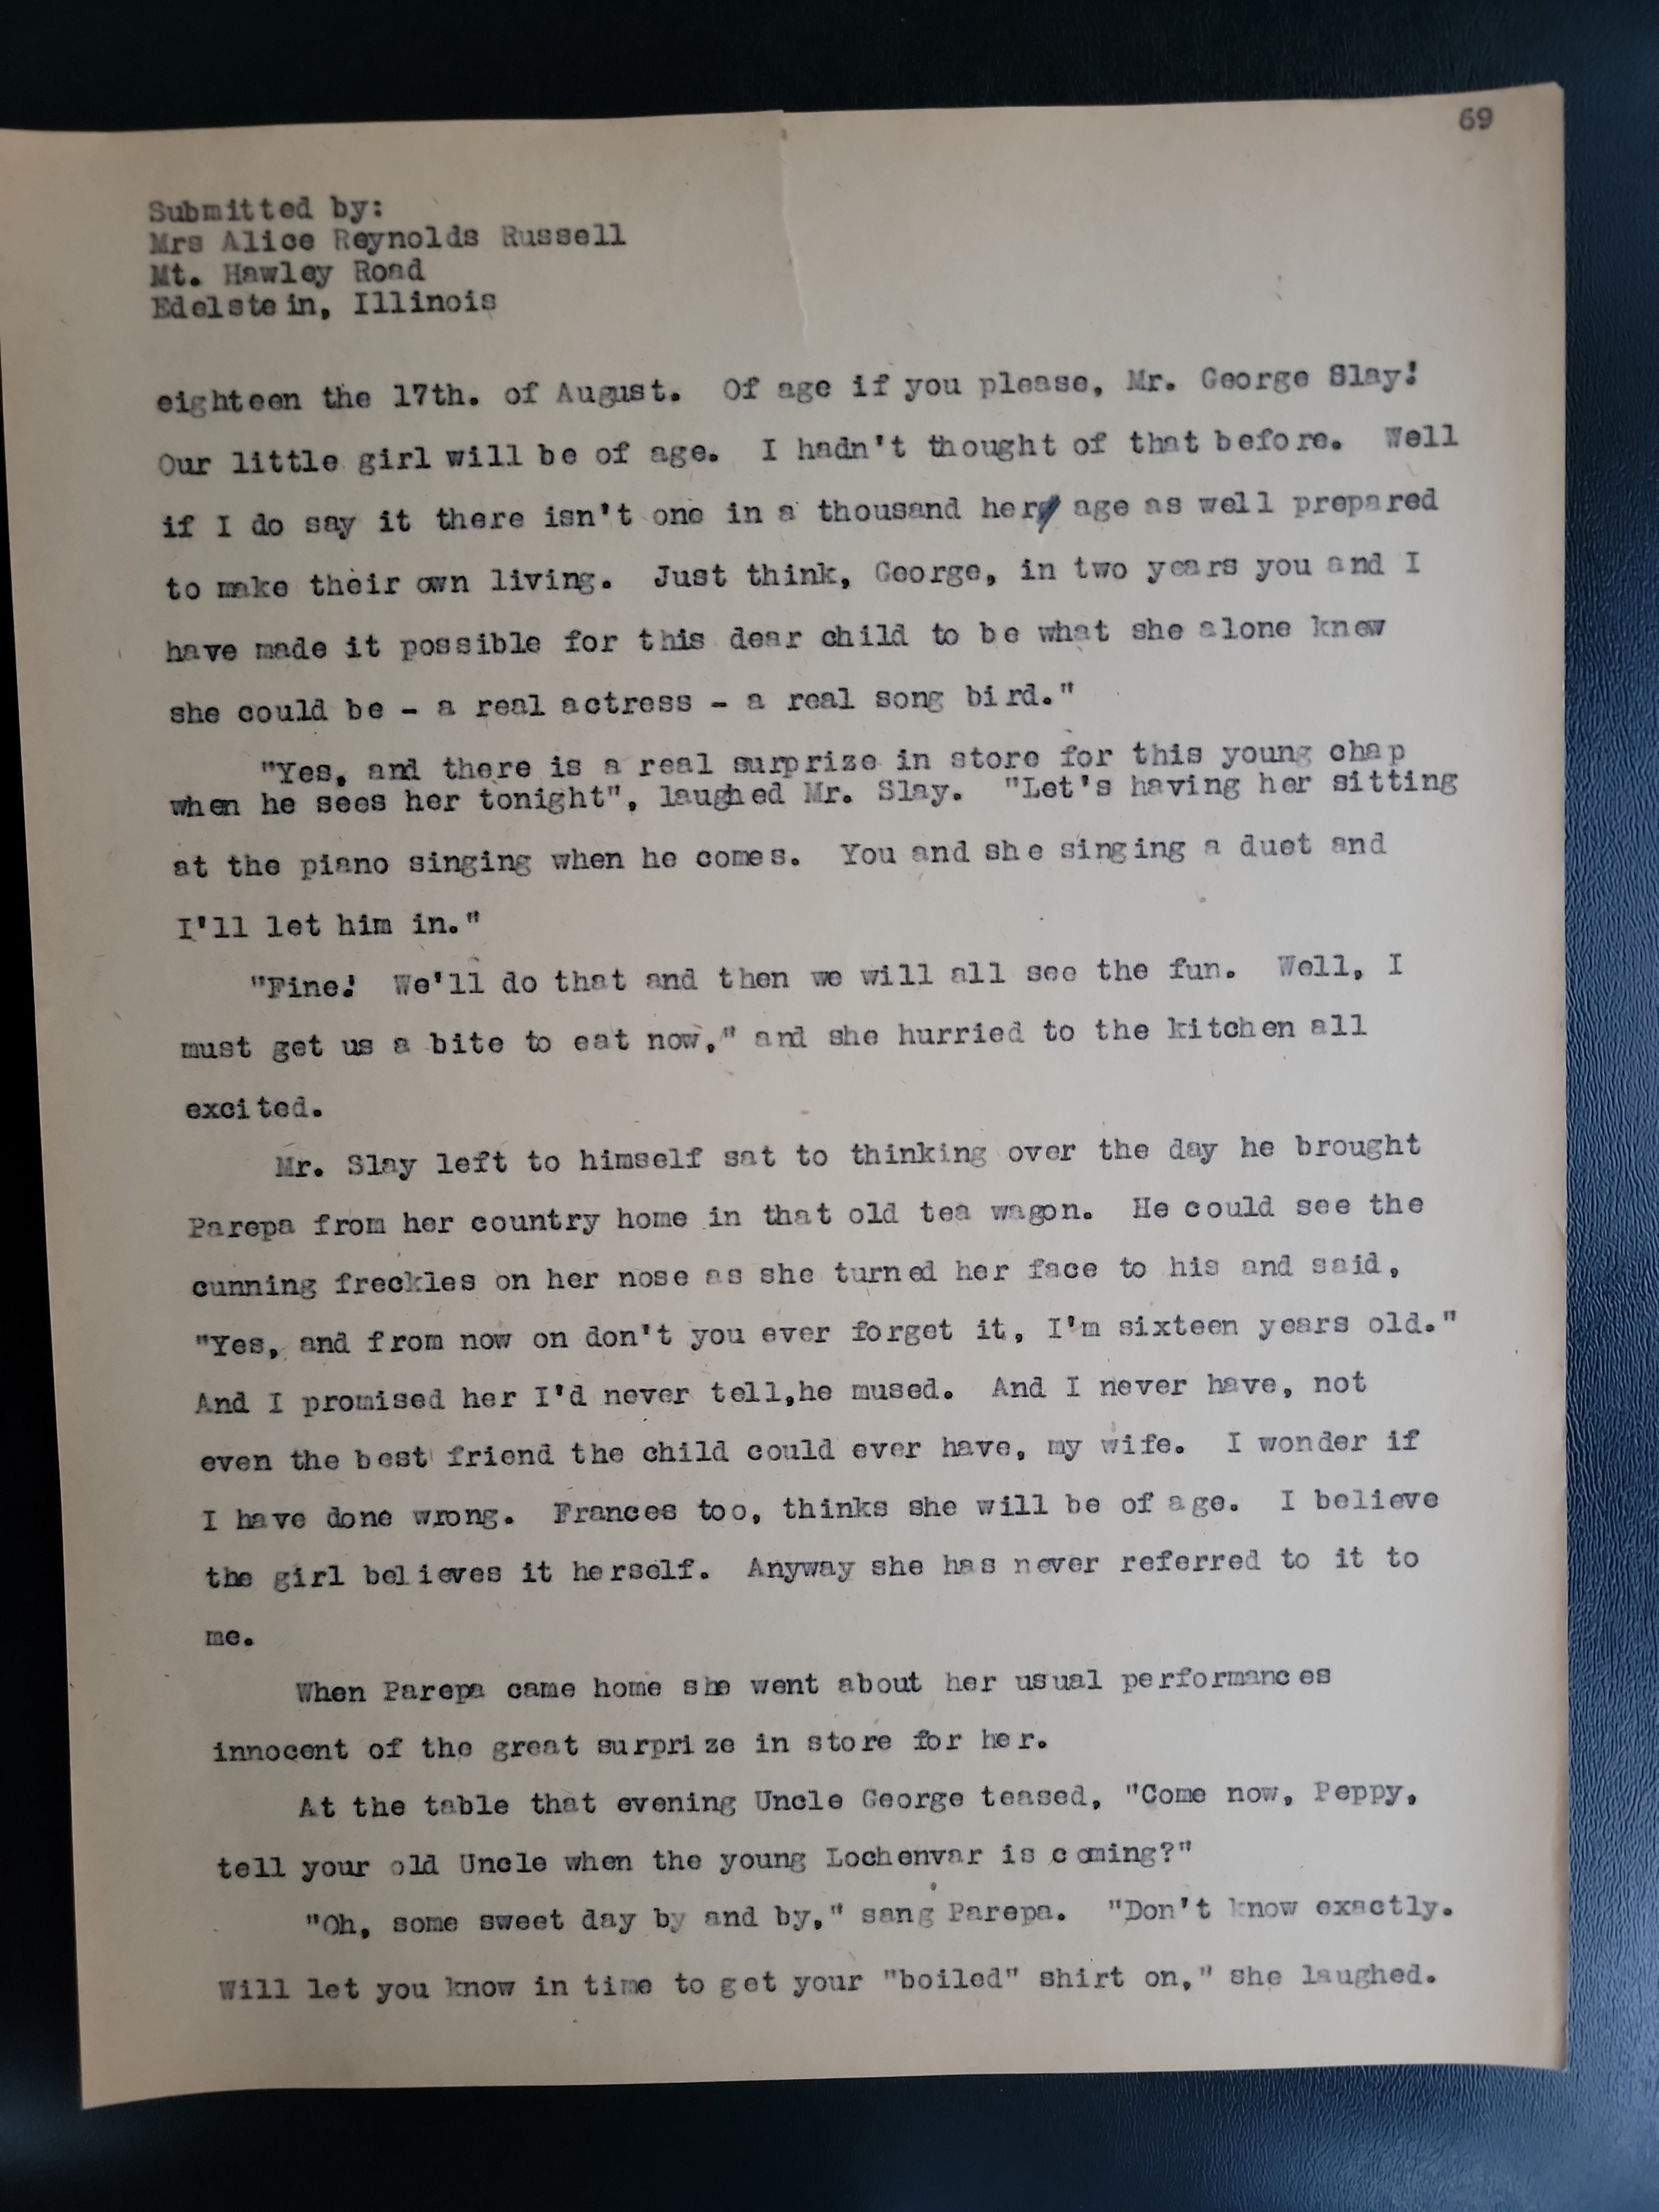 69
Submitted by:
Mrs Alice Reynolds Russell
Mt. Hawley Road
Edelstein, Illinois
eighteen the 17th. of August. Of age if you please, Mr. George Slay!
Our little girl will be of age. I hadn't thought of that before. Well
if I do say it there isn't one in a thousand her age as well prepared
to make their own living. Just think, George, in two years you and I
have made it possible for this dear child to be what she alone knew
she could be - a real actress - a real song bird."
"Yes, and there is a real surprize in store for this young chap
when he sees her tonight", laughed Mr. Slay. "Let's having her sitting
at the piano singing when he comes. You and she singing a duet and
I'll let him in."
"Fine! We'll do that and then we will all see the fun. Well, I
must get us a bite to eat now," and she hurried to the kitchen all
excited.
Mr. Slay left to himself sat to thinking over the day he brought
Parepa from her country home in that old tea wagon. He could see the
cunning freckles on her nose as she turned her face to his and said,
"Yes, and from now on don't you ever forget it, I'm sixteen years old."
And I promised her I'd never tell,he mused. And I never have, not
even the best friend the child could ever have, my wife. I wonder if
I have done wrong. Frances too, thinks she will be of age. I believe
the girl believes it herself. Anyway she has never referred to it to
me.
When Parepa came home she went about her usual performances
innocent of the great surprize in store for her.
At the table that evening Uncle George teased, "Come now, Peppy,
tell your old Uncle when the young Lochenvar is coming?"
"Oh, some sweet day by and by," sang Parepa. "Don't know exactly.
Will let you know in time to get your "boiled" shirt on," she laughed.